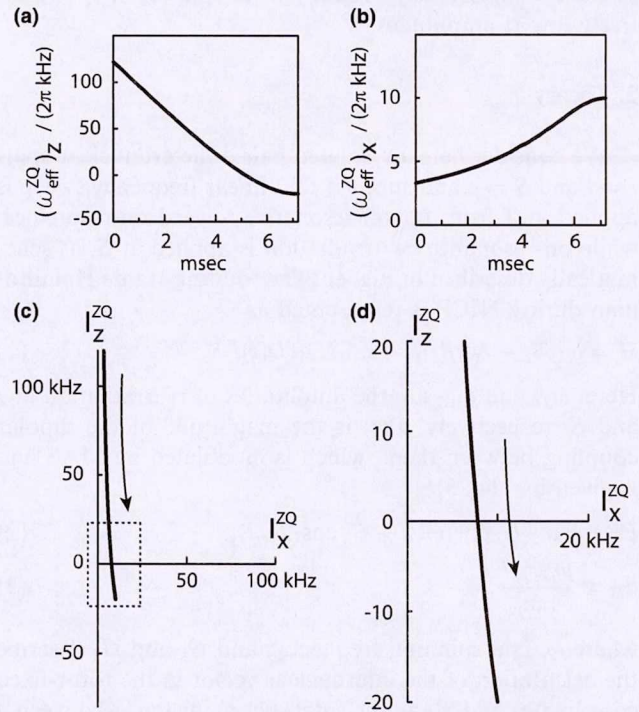 (a)
(ω_eff^ZQ)_Z / (2π kHz)
100
50
0
-50
0
2
4
6
msec
(b)
(ω_eff^ZQ)_X / (2π kHz)
10
5
0
0
2
4
6
msec
(c)
I_Z^ZQ
100 kHz
50
0
-50
I_X^ZQ
50
100 kHz
(d)
I_Z^ZQ
20
10
0
-10
-20
I_X^ZQ
20 kHz